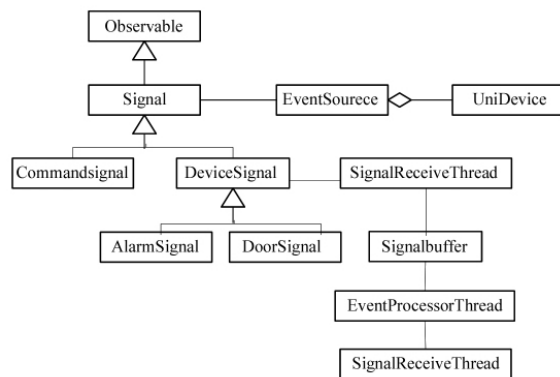 Observable
Signal
EventSourece
UniDevice
Commandsignal
DeviceSignal
SignalReceiveThread
AlarmSignal
DoorSignal
Signalbuffer
EventProcessorThread
SignalReceiveThread